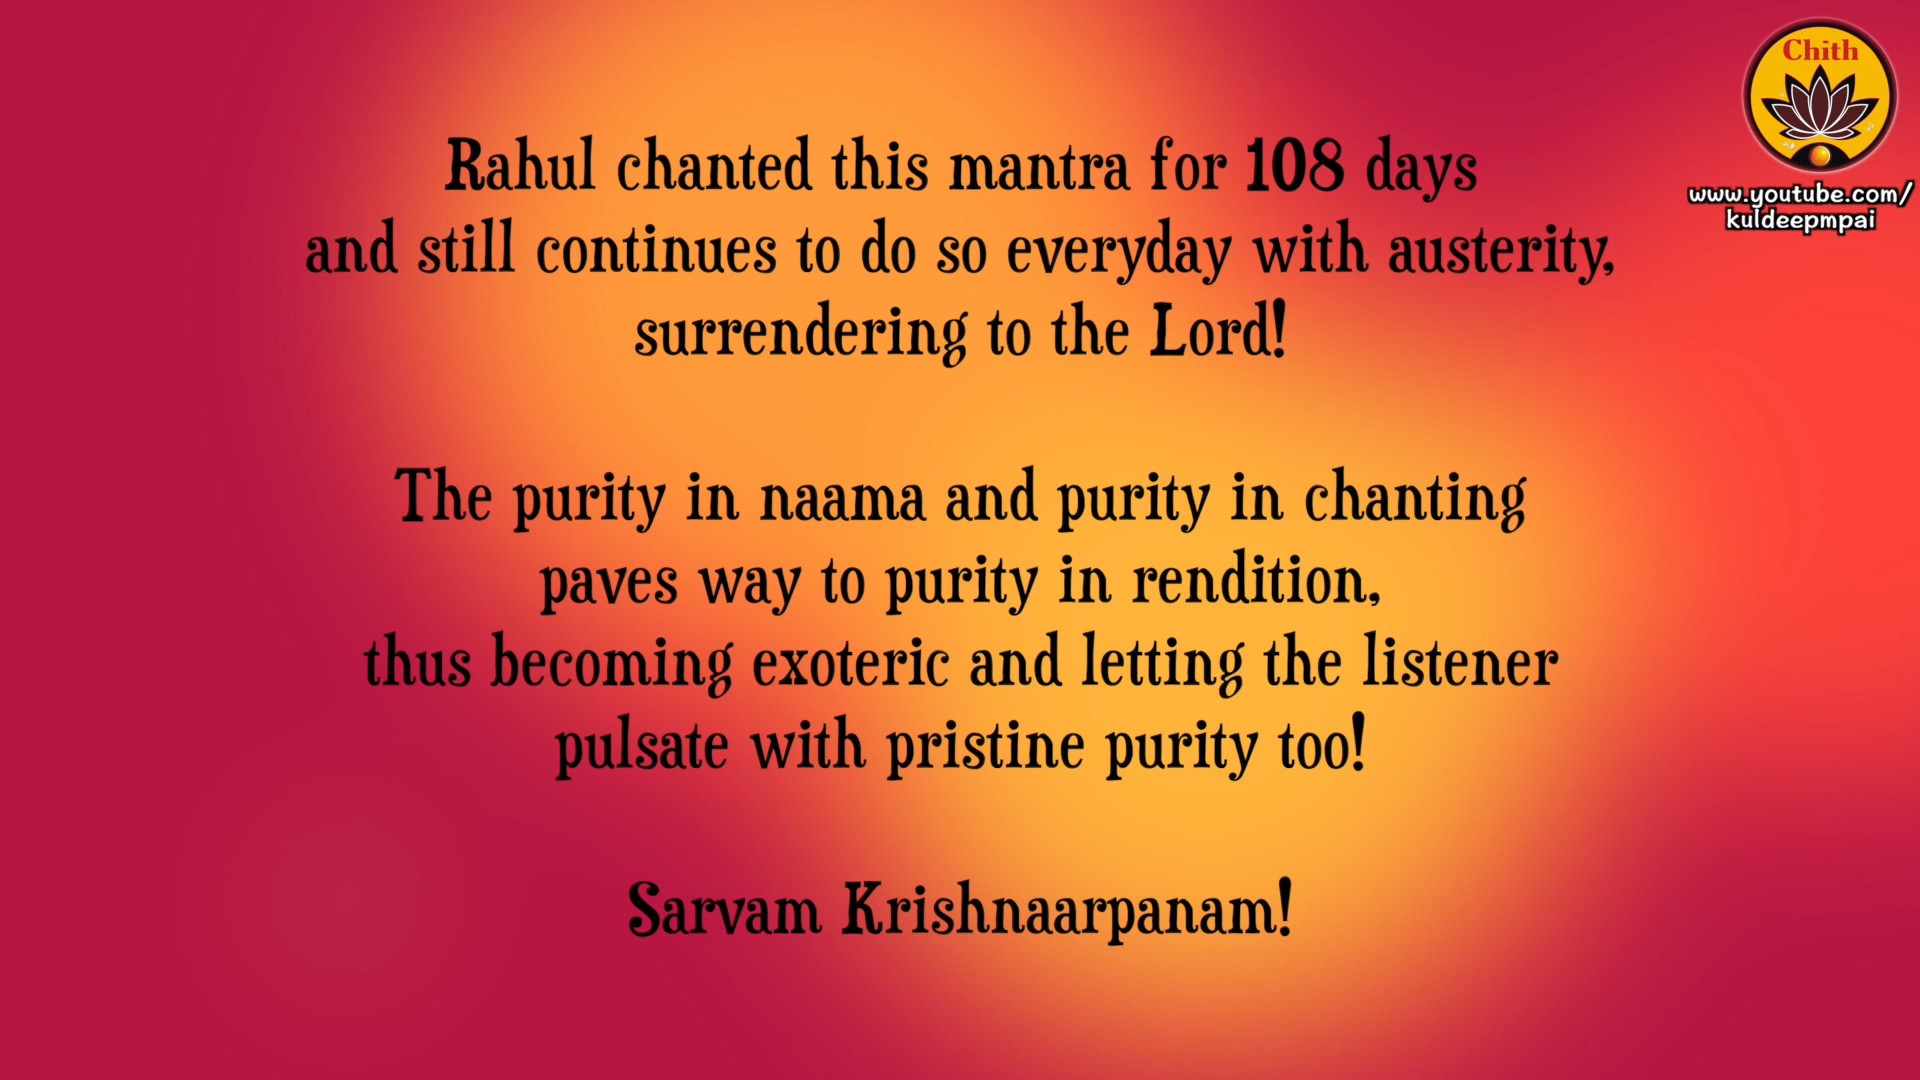 Chith
www.youtube.com/
kuldeepmpai
Rahul chanted this mantra for 108 days
and still continues to do so everyday with austerity,
surrendering to the Lord!
The purity in naama and purity in chanting
paves way to purity in rendition,
thus becoming exoteric and letting the listener
pulsate with pristine purity too!
Sarvam Krishnaarpanam!